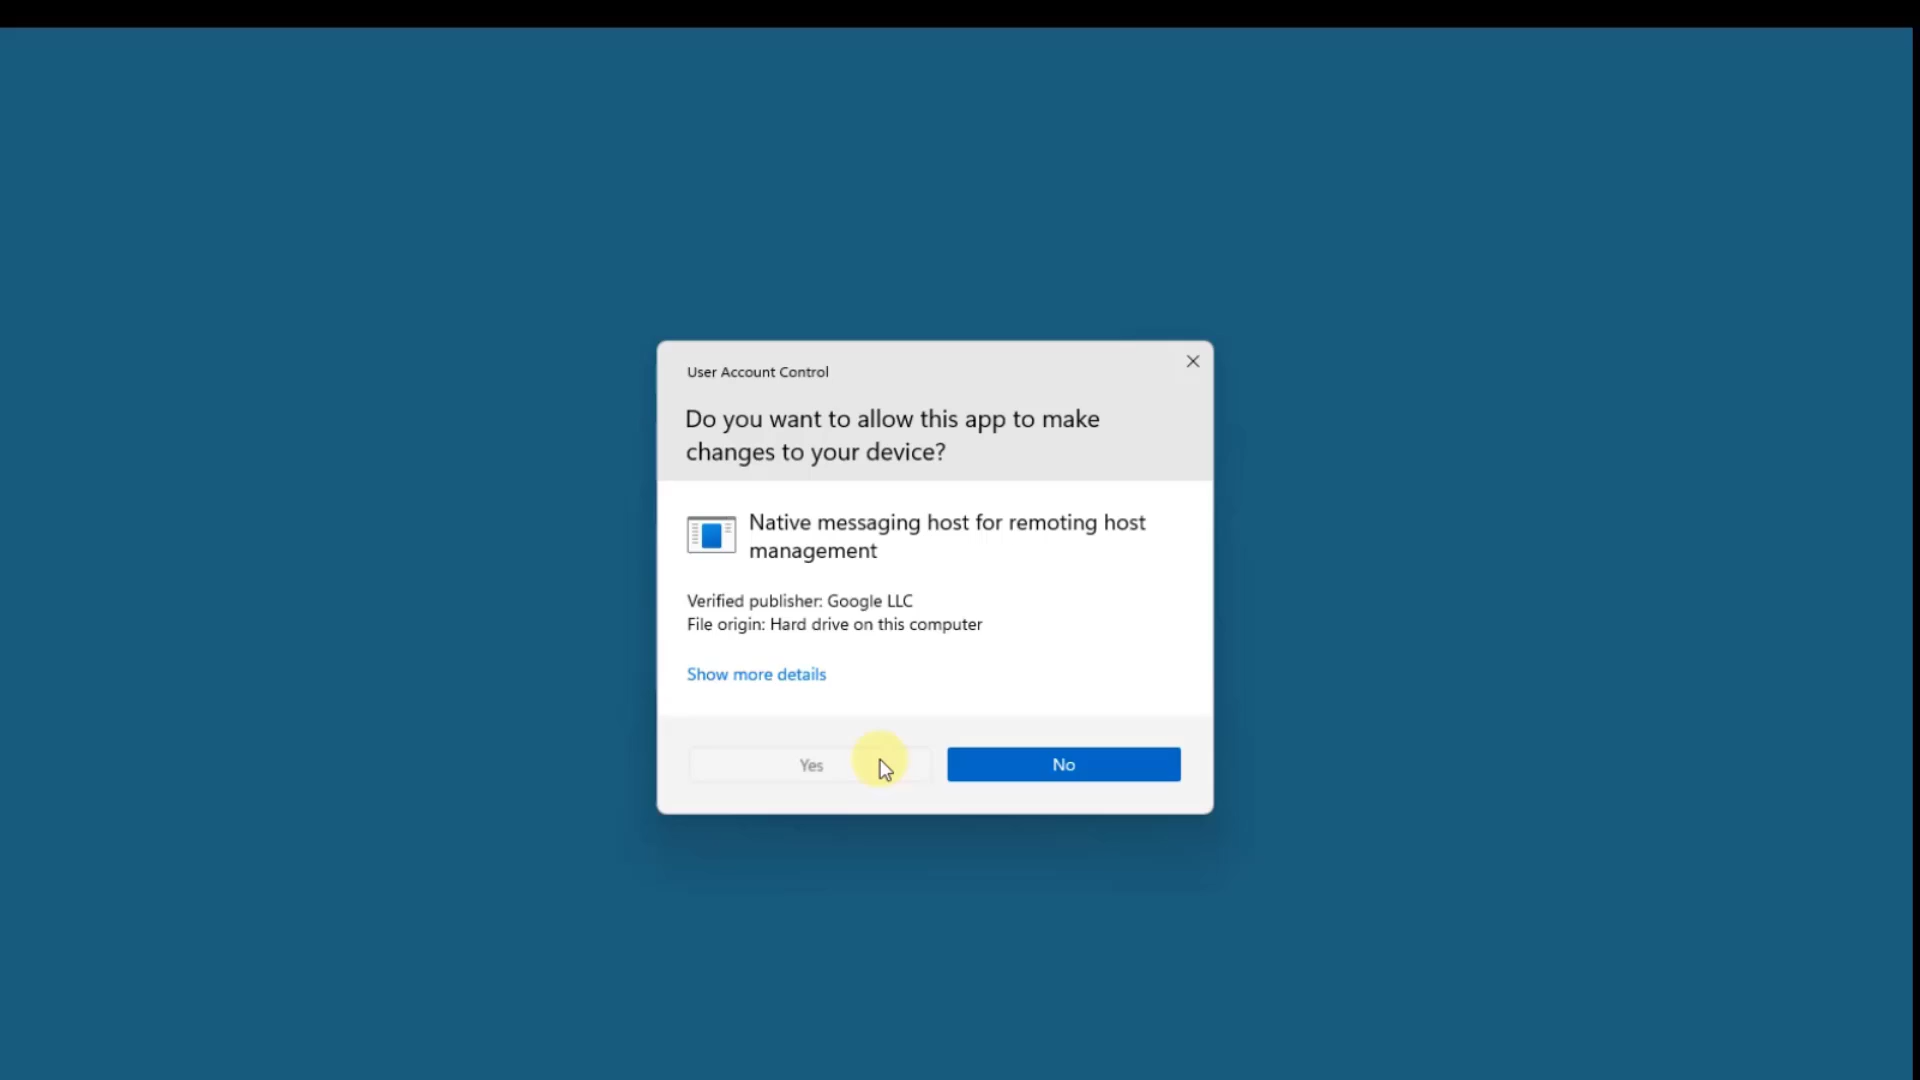 User Account Control
Do you want to allow this app to make
changes to your device?
Native messaging host for remoting host
management
Verified publisher: Google LLC
File origin: Hard drive on this computer
Show more details
Yes
No